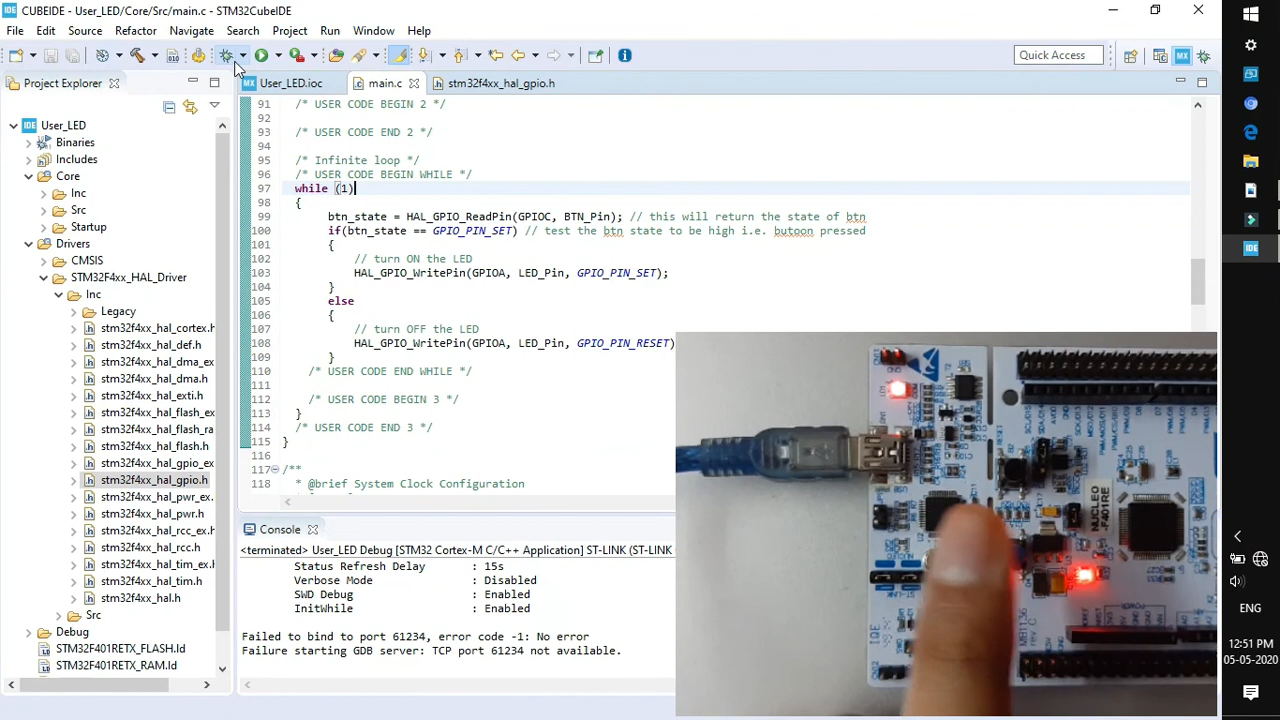 CUBEIDE - User_LED/Core/Src/main.c - STM32CubeIDE
File Edit Source Refactor Navigate Search Project Run Window Help
Quick Access
Project Explorer
User_LED.ioc main.c stm32f4xx_hal_gpio.h
User_LED
Binaries
Includes
Core
Inc
Src
Startup
Drivers
CMSIS
STM32F4xx_HAL_Driver
Inc
Legacy
stm32f4xx_hal_cortex.h
stm32f4xx_hal_def.h
stm32f4xx_hal_dma_ex
stm32f4xx_hal_dma.h
stm32f4xx_hal_exti.h
stm32f4xx_hal_flash_ex
stm32f4xx_hal_flash_ra
stm32f4xx_hal_flash.h
stm32f4xx_hal_gpio_ex
stm32f4xx_hal_gpio.h
stm32f4xx_hal_pwr_ex.
stm32f4xx_hal_pwr.h
stm32f4xx_hal_rcc_ex.h
stm32f4xx_hal_rcc.h
stm32f4xx_hal_tim_ex.h
stm32f4xx_hal_tim.h
stm32f4xx_hal.h
Src
Debug
STM32F401RETX_FLASH.ld
STM32F401RETX_RAM.ld
91 /* USER CODE BEGIN 2 */
92
93 /* USER CODE END 2 */
94
95 /* Infinite loop */
96 /* USER CODE BEGIN WHILE */
97 while (1)
98 {
99 btn_state = HAL_GPIO_ReadPin(GPIOC, BTN_Pin); // this will return the state of btn
100 if(btn_state == GPIO_PIN_SET) // test the btn state to be high i.e. butoon pressed
101 {
102 // turn ON the LED
103 HAL_GPIO_WritePin(GPIOA, LED_Pin, GPIO_PIN_SET);
104 }
105 else
106 {
107 // turn OFF the LED
108 HAL_GPIO_WritePin(GPIOA, LED_Pin, GPIO_PIN_RESET)
109 }
110 /* USER CODE END WHILE */
111
112 /* USER CODE BEGIN 3 */
113 }
114 /* USER CODE END 3 */
115 }
116
117 /**
118 * @brief System Clock Configuration
Console
<terminated> User_LED Debug [STM32 Cortex-M C/C++ Application] ST-LINK (ST-LINK
Status Refresh Delay : 15s
Verbose Mode : Disabled
SWD Debug : Enabled
InitWhile : Enabled
Failed to bind to port 61234, error code -1: No error
Failure starting GDB server: TCP port 61234 not available.
NUCLEO
-F401RE
ENG
12:51 PM
05-05-2020